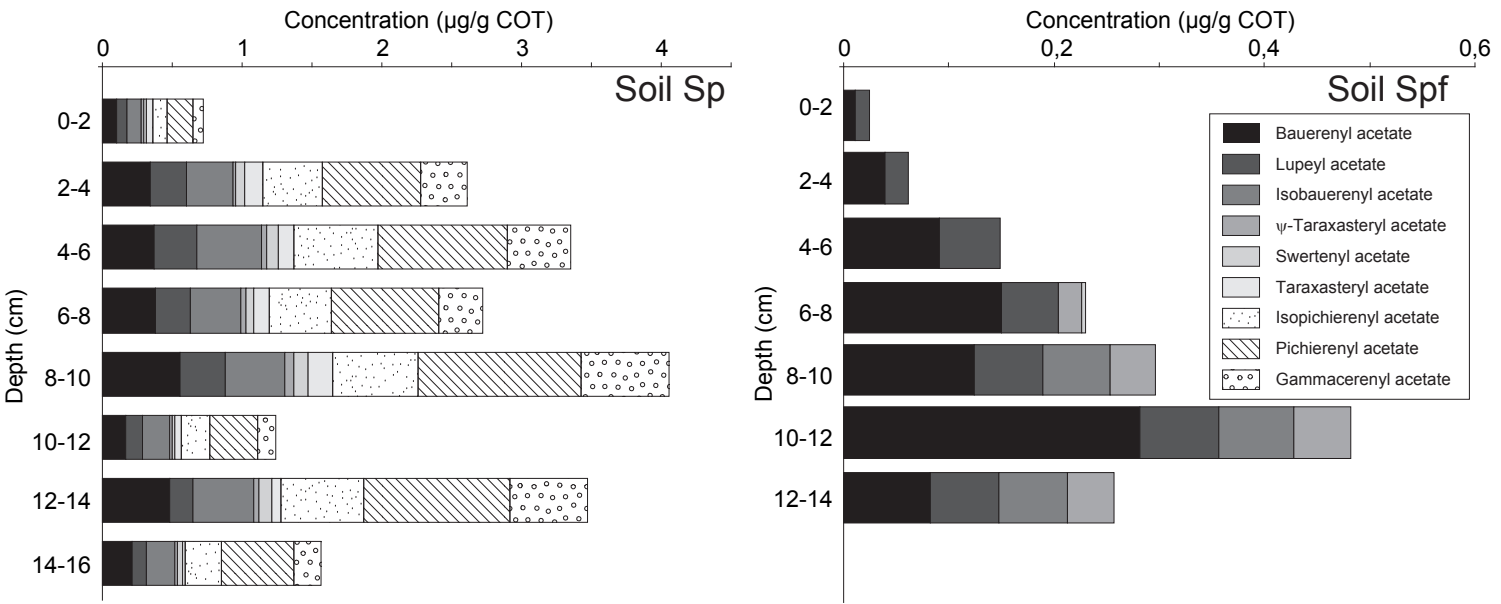 Concentration (µg/g COT)
0 1 2 3 4
Soil Sp
Depth (cm)
0-2
2-4
4-6
6-8
8-10
10-12
12-14
14-16
Concentration (µg/g COT)
0 0,2 0,4 0,6
Soil Spf
Depth (cm)
0-2
2-4
4-6
6-8
8-10
10-12
12-14
Bauerenyl acetate
Lupeyl acetate
Isobauerenyl acetate
ψ-Taraxasteryl acetate
Swertenyl acetate
Taraxasteryl acetate
Isopichierenyl acetate
Pichierenyl acetate
Gammacerenyl acetate